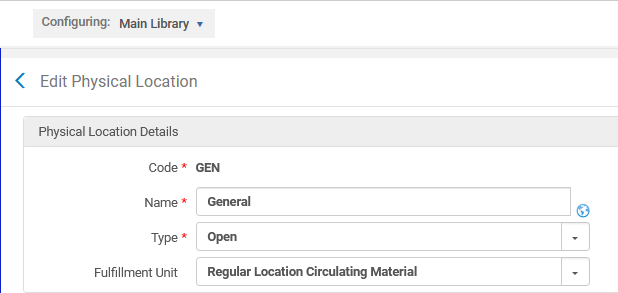 Configuring: Main Library
Edit Physical Location
Physical Location Details
Code * GEN
Name * General
Type * Open
Fulfillment Unit Regular Location Circulating Material